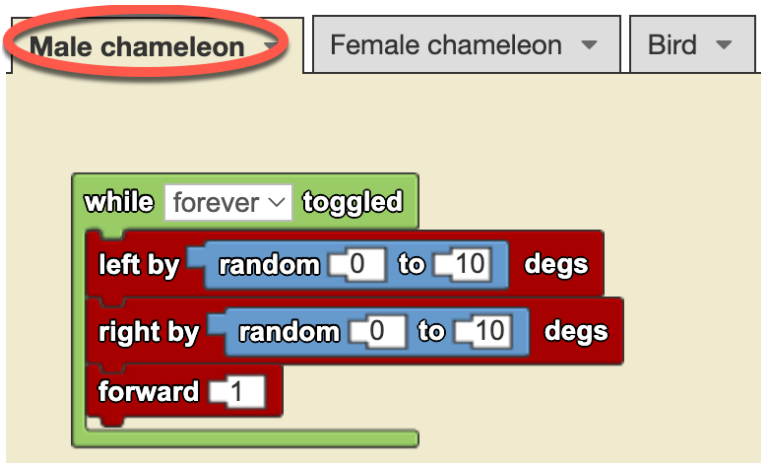 Male chameleon Female chameleon Bird
while forever toggled
left by random 0 to 10 degs
right by random 0 to 10 degs
forward 1